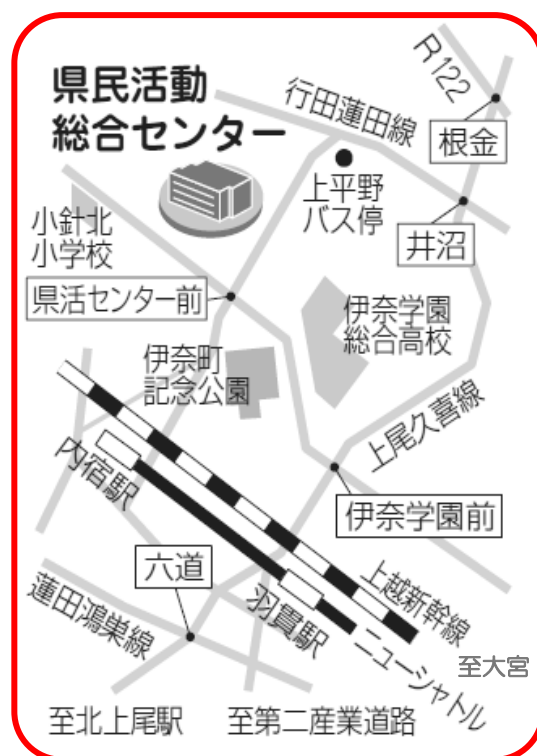 県民活動
総合センター
行田蓮田線
R122
根金
上平野
バス停
井沼
小針北
小学校
県活センター前
伊奈学園
総合高校
伊奈町
記念公園
上尾久喜線
内宿駅
伊奈学園前
六道
羽貫駅
上越新幹線
蓮田鴻巣線
ニューシャトル
至大宮
至北上尾駅
至第二産業道路